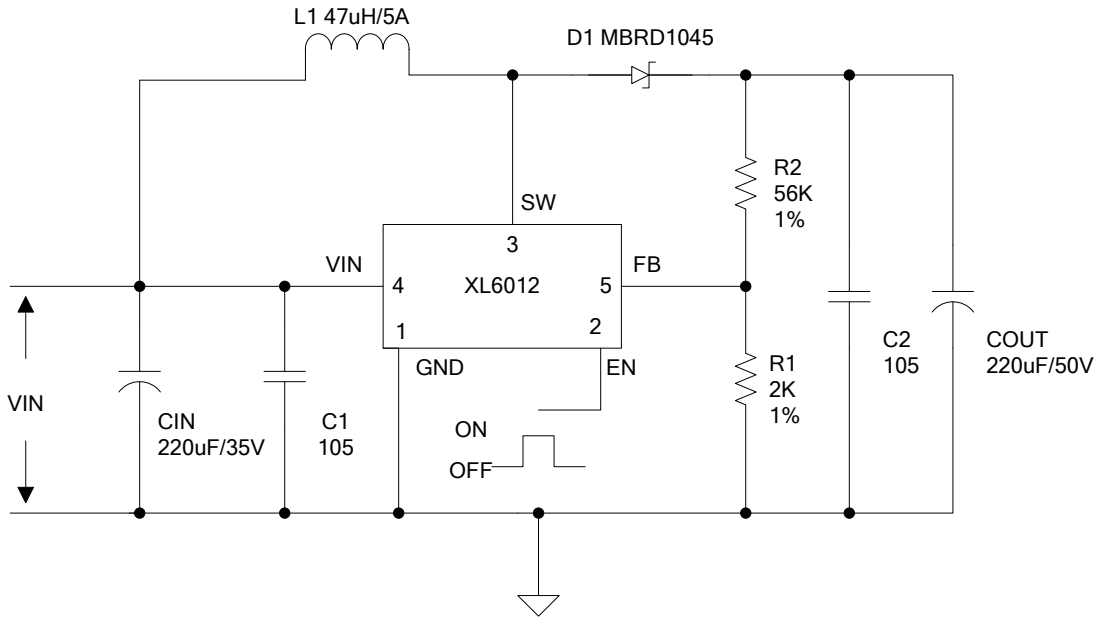 L1 47uH/5A
D1 MBRD1045
R2
56K
1%
SW
3
VIN
FB
4
XL6012
5
1
2
GND
EN
C2
105
COUT
220uF/50V
R1
2K
1%
VIN
CIN
220uF/35V
C1
105
ON
OFF